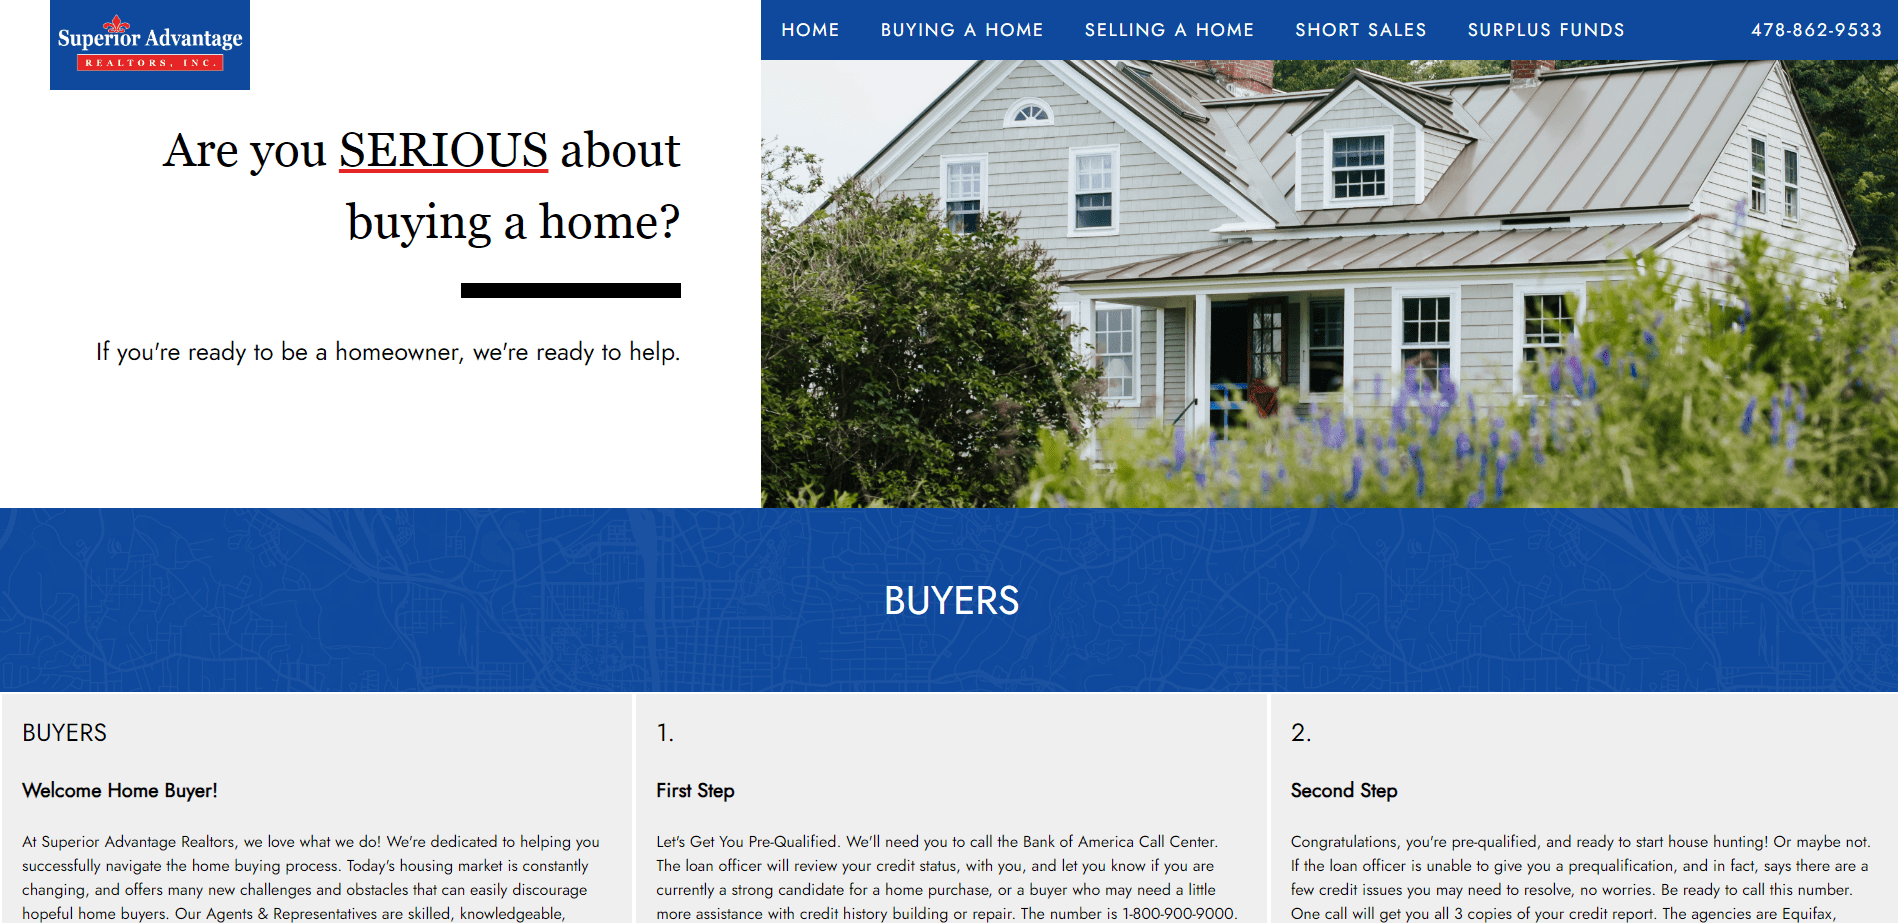 Superior Advantage
REALTORS, INC.
HOME
BUYING A HOME
SELLING A HOME
SHORT SALES
SURPLUS FUNDS
478-862-9533
Are you SERIOUS about
buying a home?
If you're ready to be a homeowner, we're ready to help.
BUYERS
BUYERS
Welcome Home Buyer!
At Superior Advantage Realtors, we love what we do! We're dedicated to helping you
successfully navigate the home buying process. Today's housing market is constantly
changing, and offers many new challenges and obstacles that can easily discourage
hopeful home buyers. Our Agents & Representatives are skilled, knowledgeable,
1.
First Step
Let's Get You Pre-Qualified. We'll need you to call the Bank of America Call Center.
The loan officer will review your credit status, with you, and let you know if you are
currently a strong candidate for a home purchase, or a buyer who may need a little
more assistance with credit history building or repair. The number is 1-800-900-9000.
2.
Second Step
Congratulations, you're pre-qualified, and ready to start house hunting! Or maybe not.
If the loan officer is unable to give you a prequalification, and in fact, says there are a
few credit issues you may need to resolve, no worries. Be ready to call this number.
One call will get you all 3 copies of your credit report. The agencies are Equifax,